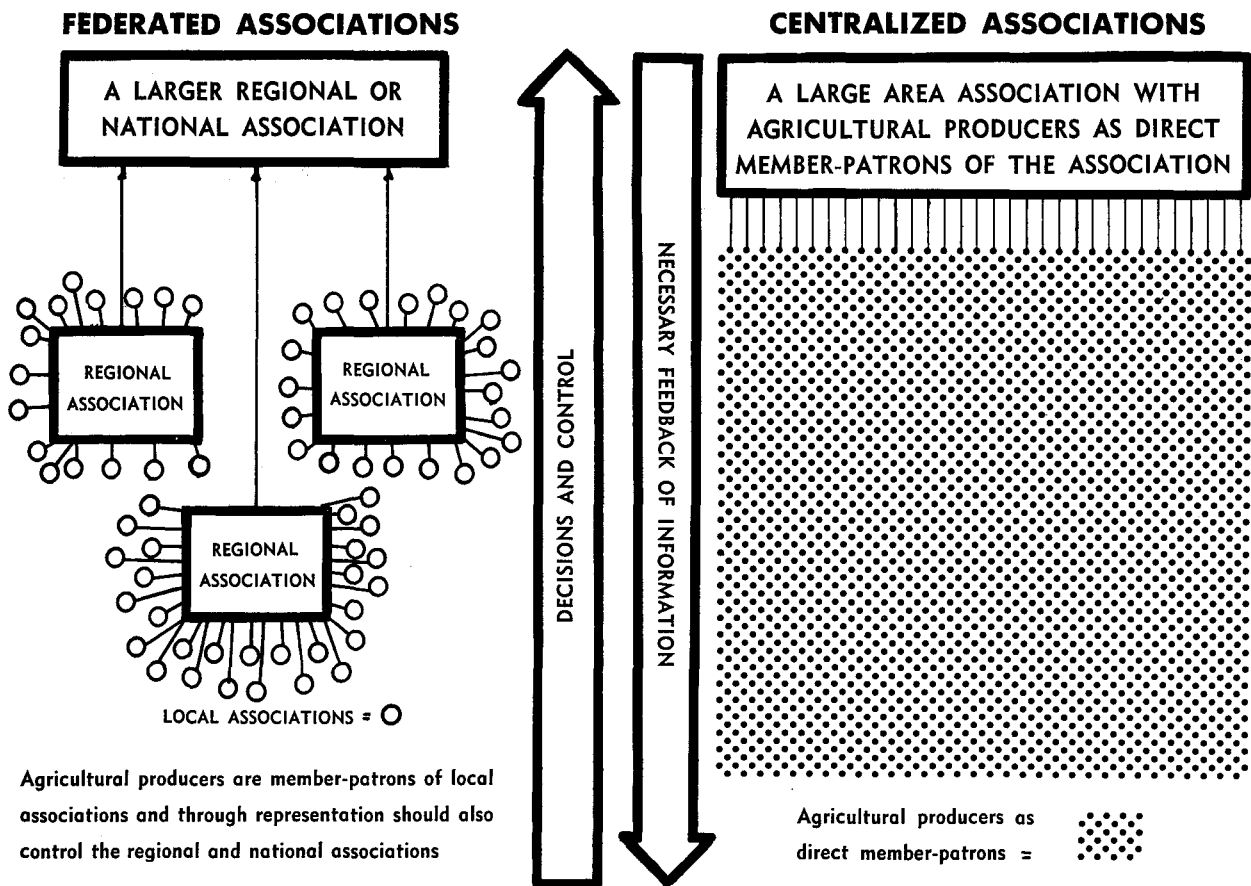 FEDERATED ASSOCIATIONS
A LARGER REGIONAL OR
NATIONAL ASSOCIATION
REGIONAL
ASSOCIATION
REGIONAL
ASSOCIATION
REGIONAL
ASSOCIATION
LOCAL ASSOCIATIONS =
Agricultural producers are member-patrons of local
associations and through representation should also
control the regional and national associations
DECISIONS AND CONTROL
NECESSARY FEEDBACK OF INFORMATION
CENTRALIZED ASSOCIATIONS
A LARGE AREA ASSOCIATION WITH
AGRICULTURAL PRODUCERS AS DIRECT
MEMBER-PATRONS OF THE ASSOCIATION
Agricultural producers as
direct member-patrons =